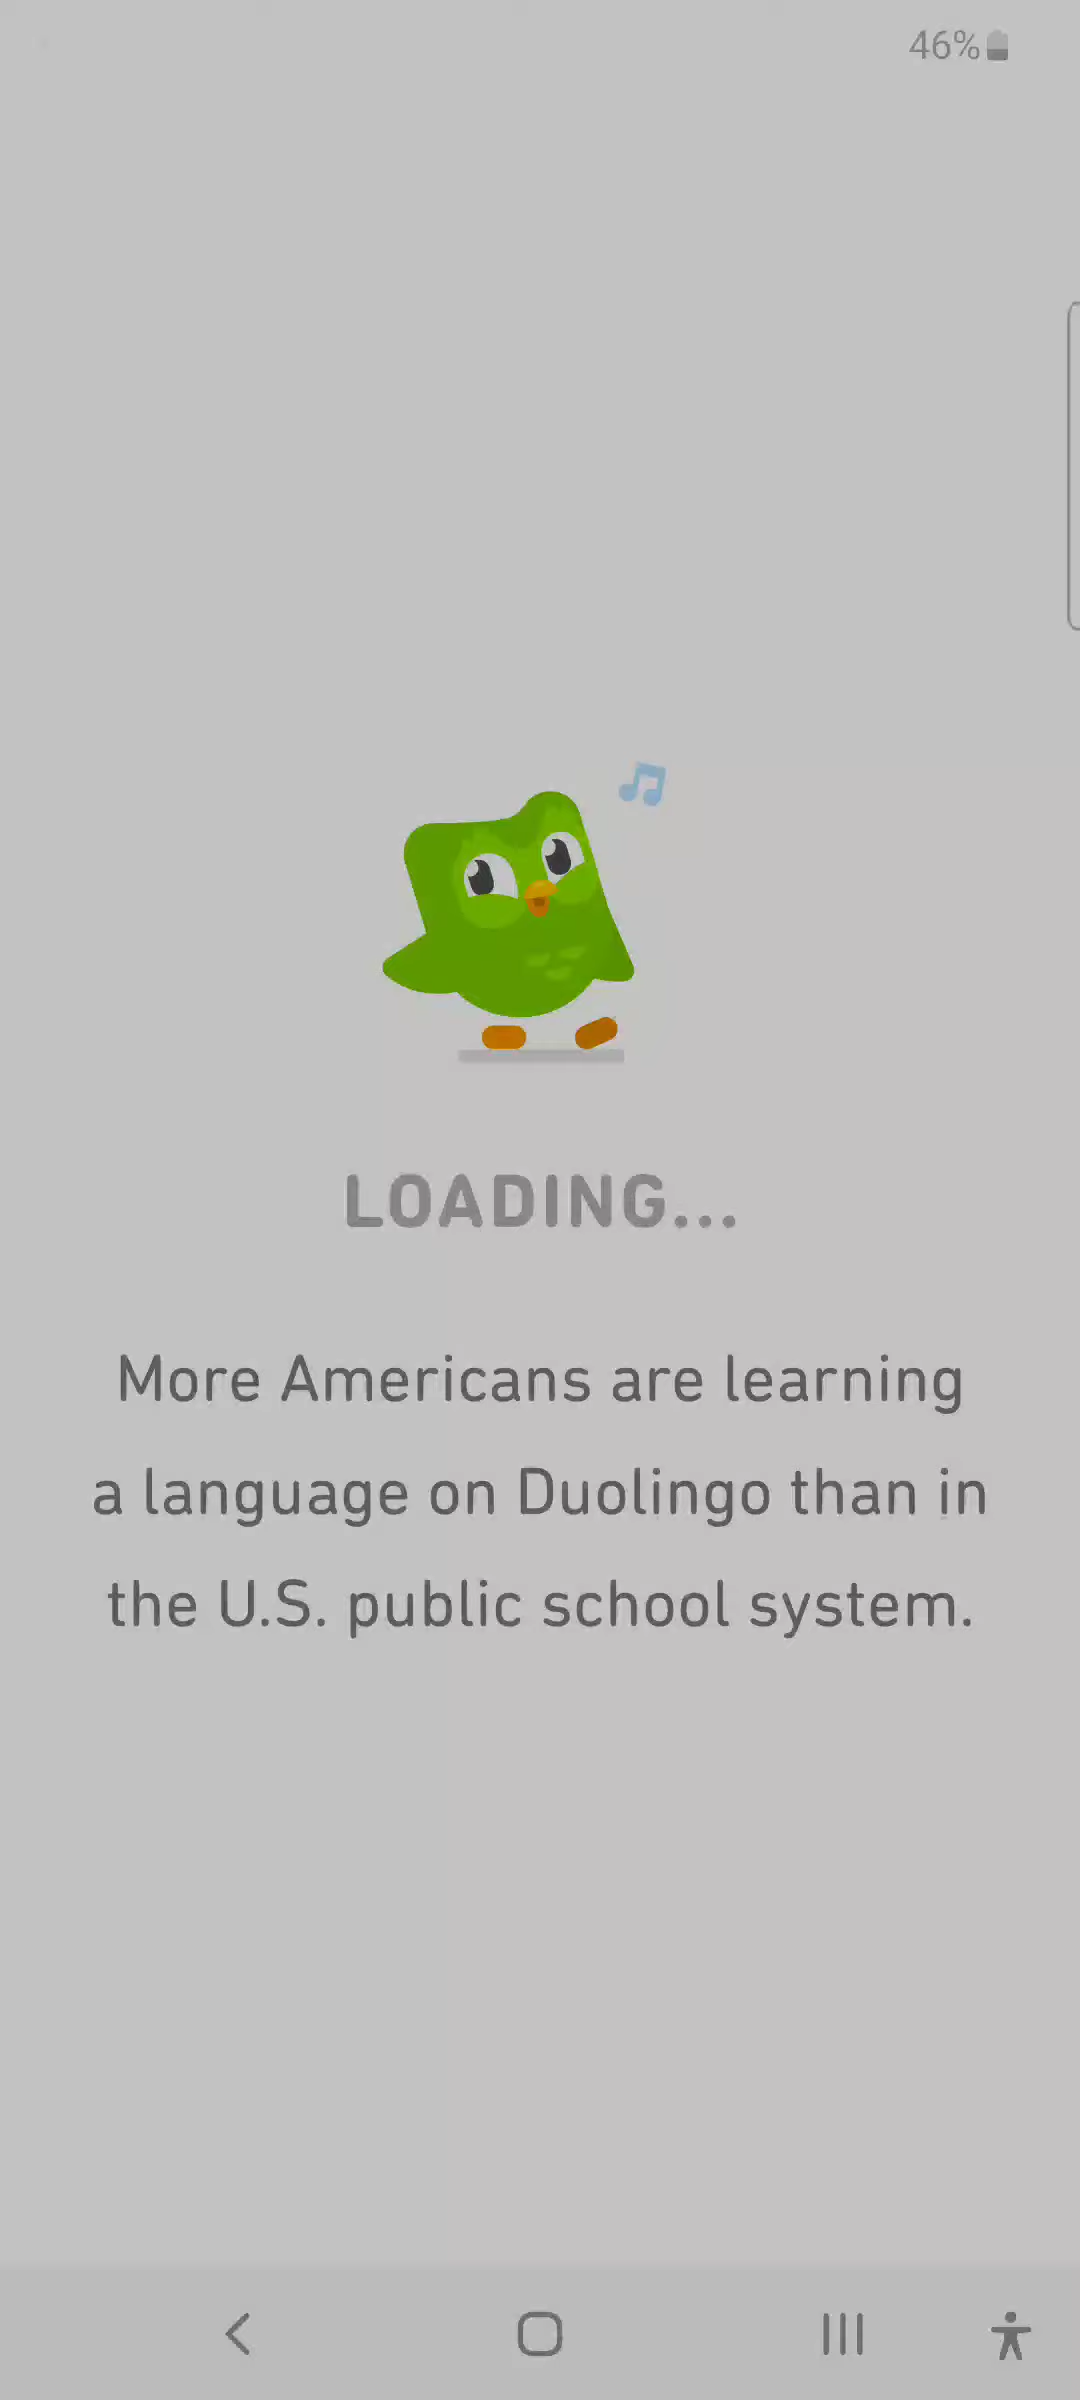 46%
LOADING...
More Americans are learning
a language on Duolingo than in
the U.S. public school system.